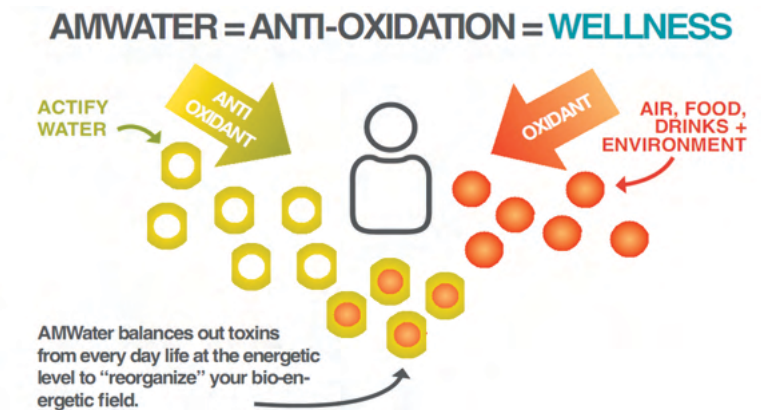 AMWATER = ANTI-OXIDATION = WELLNESS
ACTIFY
WATER
ANTI
OXIDANT
OXIDANT
AIR, FOOD,
DRINKS +
ENVIRONMENT
AMWater balances out toxins
from every day life at the energetic
level to “reorganize” your bio-en-
ergetic field.